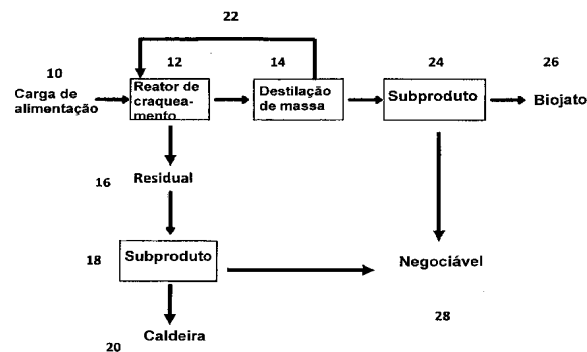 22
10
12
14
24
26
Carga de
alimentação
Reator de
craquea-
mento
Destilação
de massa
Subproduto
Biojato
16
Residual
18
Subproduto
Negociável
28
20
Caldeira